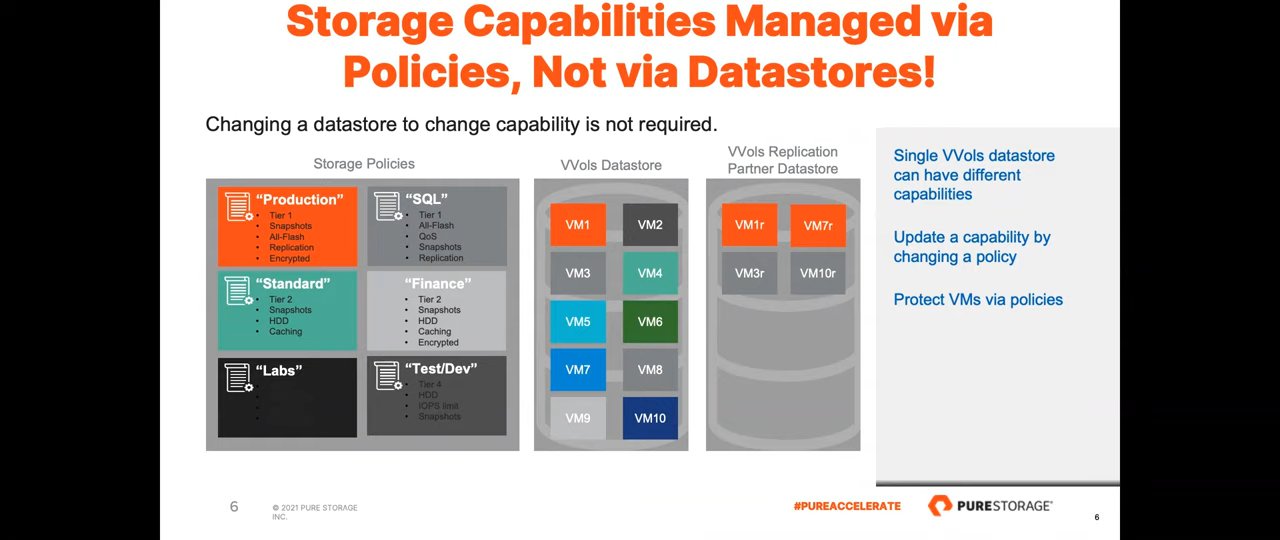 Storage Capabilities Managed via
Policies, Not via Datastores!
Changing a datastore to change capability is not required.
Storage Policies
"Production"
• Tier 1
• Snapshots
• All-Flash
• Replication
• Encrypted
"SQL"
• Tier 1
• All-Flash
• QoS
• Snapshots
• Replication
"Standard"
• Tier 2
• Snapshots
• HDD
• Caching
"Finance"
• Tier 2
• Snapshots
• HDD
• Caching
• Encrypted
"Labs"
"Test/Dev"
• Tier 4
• HDD
• IOPS limit
• Snapshots
VVols Datastore
VM1
VM2
VM3
VM4
VM5
VM6
VM7
VM8
VM9
VM10
VVols Replication
Partner Datastore
VM1r
VM7r
VM3r
VM10r
Single VVols datastore
can have different
capabilities
Update a capability by
changing a policy
Protect VMs via policies
6
© 2021 PURE STORAGE
INC.
#PUREACCELERATE
PURESTORAGE®
6